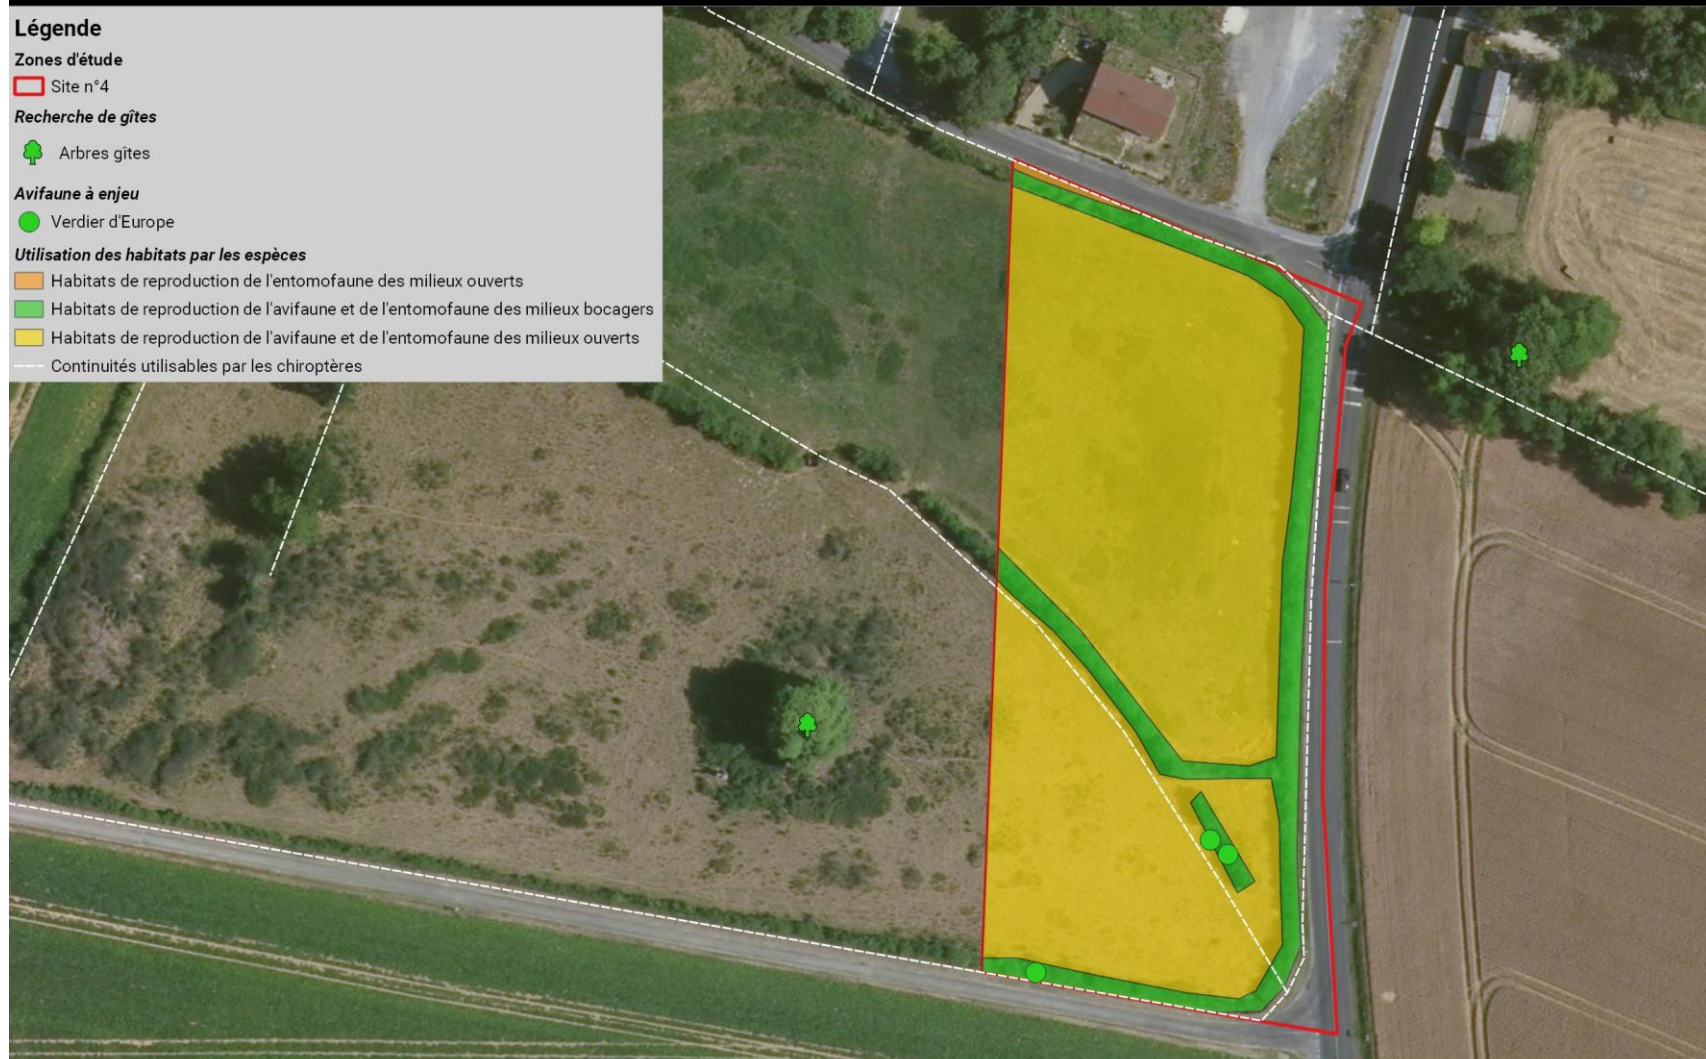 Légende
Zones d'étude
Site n°4
Recherche de gîtes
Arbres gîtes
Avifaune à enjeu
Verdier d'Europe
Utilisation des habitats par les espèces
Habitats de reproduction de l'entomofaune des milieux ouverts
Habitats de reproduction de l'avifaune et de l'entomofaune des milieux bocagers
Habitats de reproduction de l'avifaune et de l'entomofaune des milieux ouverts
Continuités utilisables par les chiroptères